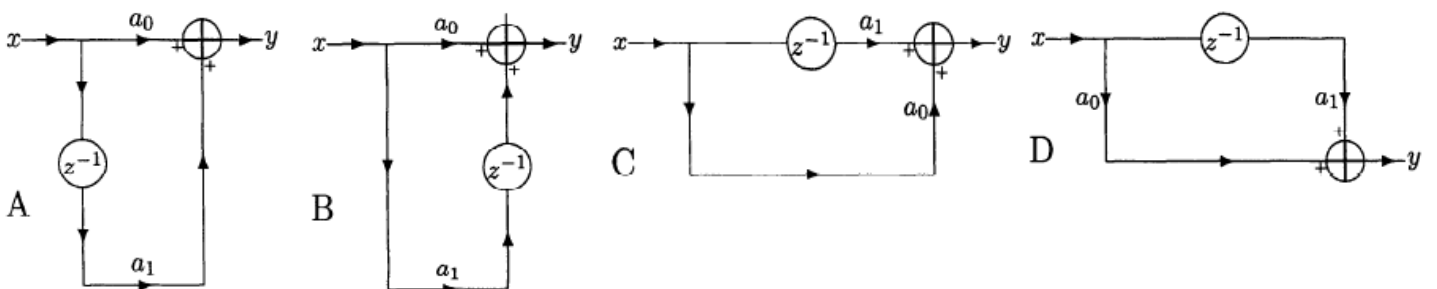 A
x a₀ + + y
z⁻¹
a₁
B
x a₀ + + y
z⁻¹
a₁
C
x z⁻¹ a₁ + + y
a₀
D
x z⁻¹
a₀ a₁
+ + y